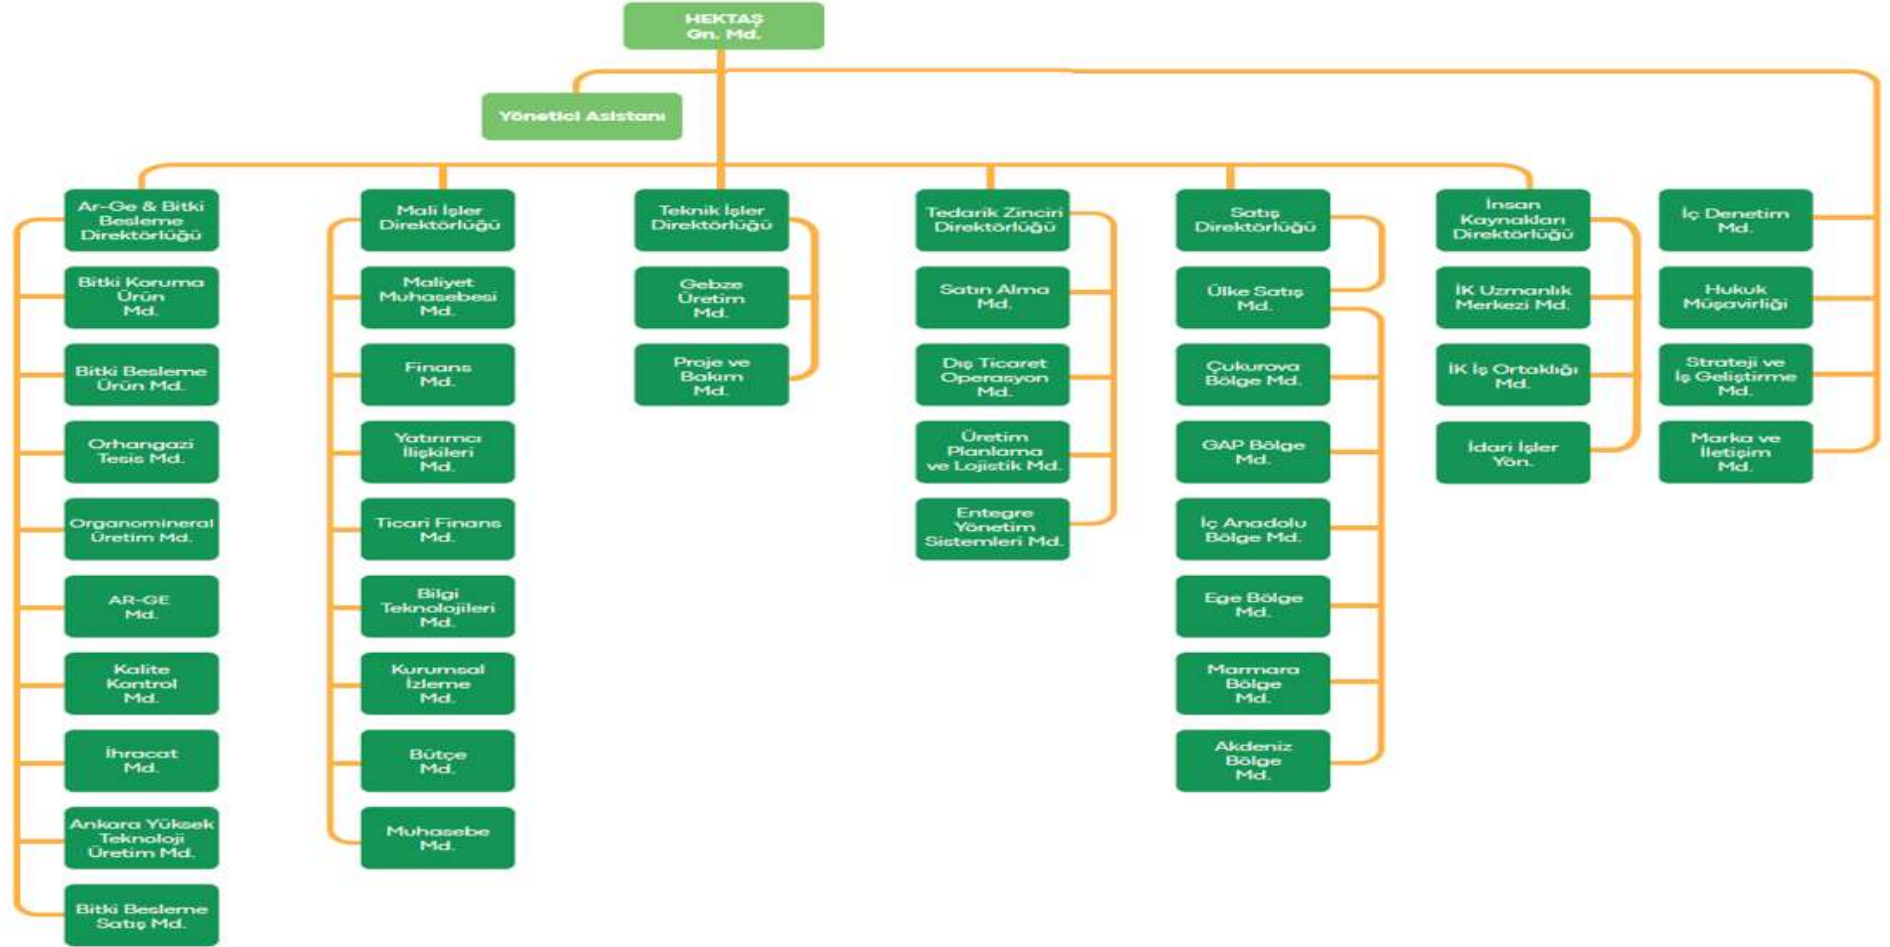 HEKTAŞ
Gn. Md.
Yönetici Asistanı
Ar-Ge & Bitki
Besleme
Direktörlüğü
Bitki Koruma
Ürün
Md.
Bitki Besleme
Ürün Md.
Orhangazi
Tesis Md.
Organomineral
Üretim Md.
AR-GE
Md.
Kalite
Kontrol
Md.
İhracat
Md.
Ankara Yüksek
Teknoloji
Üretim Md.
Bitki Besleme
Satış Md.
Mali İşler
Direktörlüğü
Maliyet
Muhasebesi
Md.
Finans
Md.
Yatırımcı
İlişkileri
Md.
Ticari Finans
Md.
Bilgi
Teknolojileri
Md.
Kurumsal
İzleme
Md.
Bütçe
Md.
Muhasebe
Md.
Teknik İşler
Direktörlüğü
Gebze
Üretim
Md.
Proje ve
Bakım
Md.
Tedarik Zinciri
Direktörlüğü
Satın Alma
Md.
Dış Ticaret
Operasyon
Md.
Üretim
Planlama
ve Lojistik Md.
Entegre
Yönetim
Sistemleri Md.
Satış
Direktörlüğü
Ülke Satış
Md.
Çukurova
Bölge Md.
GAP Bölge
Md.
İç Anadolu
Bölge Md.
Ege Bölge
Md.
Marmara
Bölge
Md.
Akdeniz
Bölge
Md.
İnsan
Kaynakları
Direktörlüğü
İK Uzmanlık
Merkezi Md.
İK İş Ortaklığı
Md.
İdari İşler
Yön.
İç Denetim
Md.
Hukuk
Müşavirliği
Strateji ve
İş Geliştirme
Md.
Marka ve
İletişim
Md.